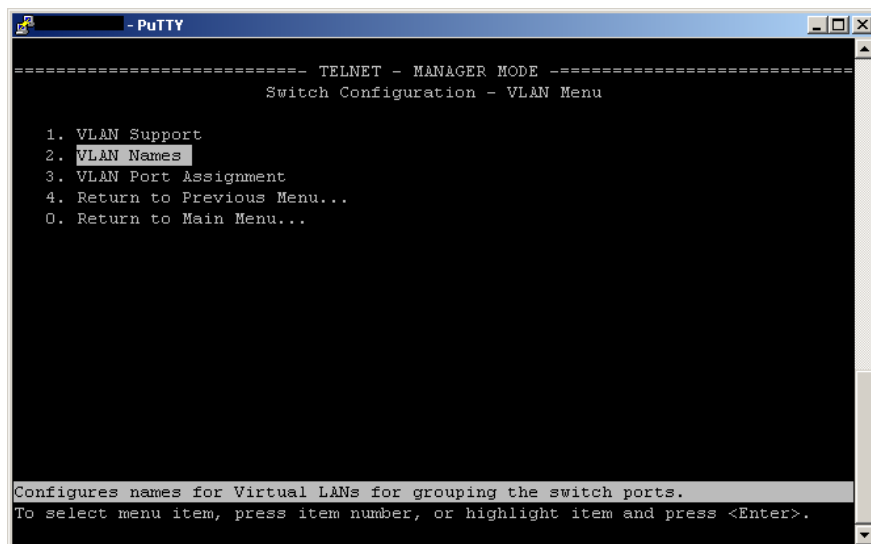 - PuTTY
============================- TELNET - MANAGER MODE -============================
Switch Configuration - VLAN Menu
1. VLAN Support
2. VLAN Names
3. VLAN Port Assignment
4. Return to Previous Menu...
0. Return to Main Menu...
Configures names for Virtual LANs for grouping the switch ports.
To select menu item, press item number, or highlight item and press <Enter>.